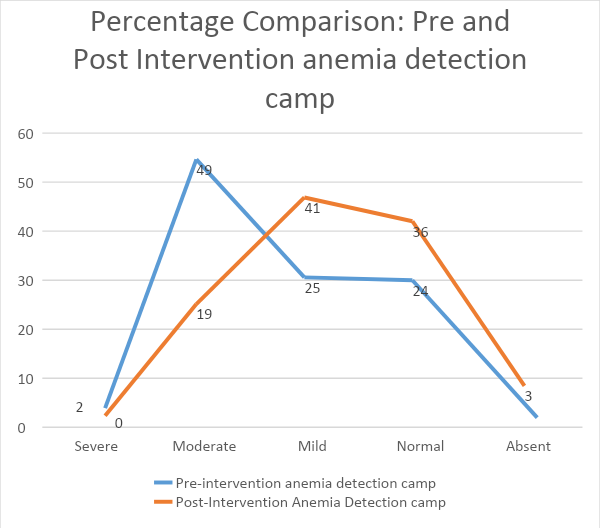 Percentage Comparison: Pre and
Post Intervention anemia detection
camp
60
50
40
30
20
10
0
49
41
36
25
24
19
2
0
3
Severe Moderate Mild Normal Absent
Pre-intervention anemia detection camp
Post-Intervention Anemia Detection camp